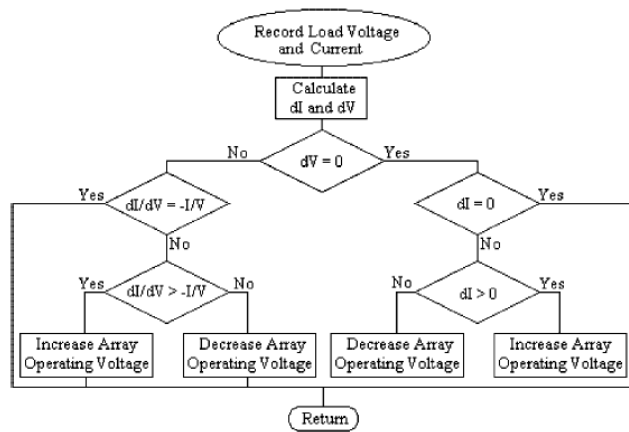 Record Load Voltage
and Current
Calculate
dI and dV
No
dV = 0
Yes
Yes
dI/dV = -I/V
dI = 0
Yes
No
No
Yes
dI/dV > -I/V
No
No
dI > 0
Yes
Increase Array
Operating Voltage
Decrease Array
Operating Voltage
Decrease Array
Operating Voltage
Increase Array
Operating Voltage
Return